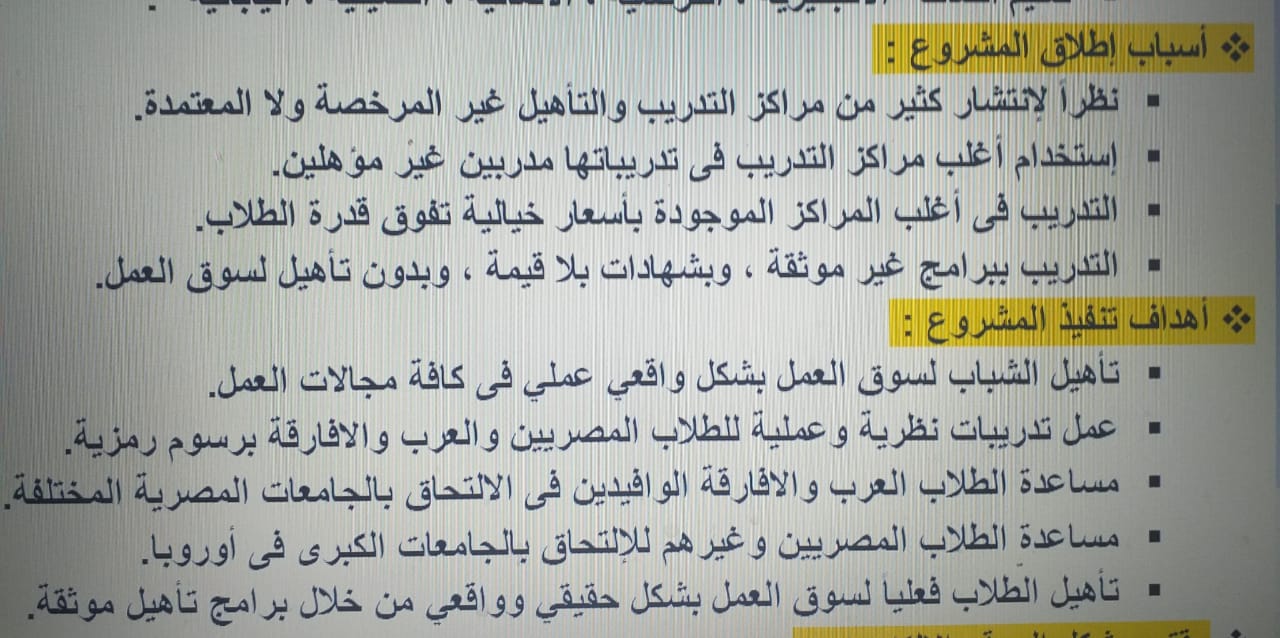 ❖ أسباب إطلاق المشروع :
▪ نظراً لإنتشار كثير من مراكز التدريب والتأهيل غير المرخصة ولا المعتمدة.
▪ إستخدام أغلب مراكز التدريب فى تدريباتها مدربين غير مؤهلين.
▪ التدريب فى أغلب المراكز الموجودة بأسعار خيالية تفوق قدرة الطلاب.
▪ التدريب ببرامج غير موثقة ، وبشهادات بلا قيمة ، وبدون تأهيل لسوق العمل.
❖ أهداف تنفيذ المشروع :
▪ تأهيل الشباب لسوق العمل بشكل واقعي عملي فى كافة مجالات العمل.
▪ عمل تدريبات نظرية وعملية للطلاب المصريين والعرب والافارقة برسوم رمزية.
▪ مساعدة الطلاب العرب والافارقة الوافيدين فى الالتحاق بالجامعات المصرية المختلفة.
▪ مساعدة الطلاب المصريين وغيرهم للإلتحاق بالجامعات الكبرى فى أوروبا.
▪ تأهيل الطلاب فعلياً لسوق العمل بشكل حقيقي وواقعي من خلال برامج تأهيل موثقة.